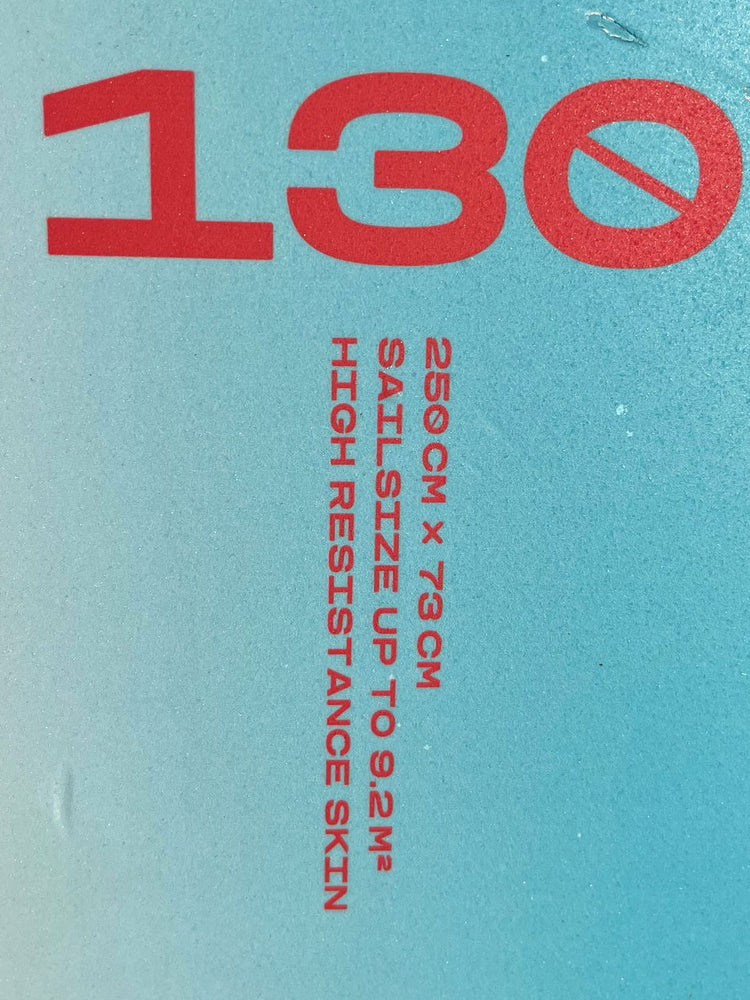 130
250CM X 73CM
SAILSIZE UP TO 9.2M²
HIGH RESISTANCE SKIN